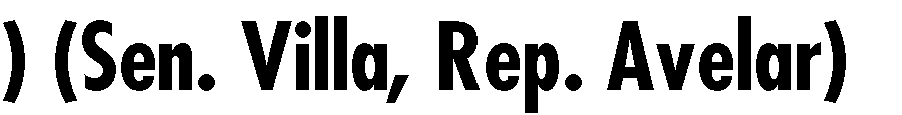 ) (Sen. Villa, Rep. Avelar)